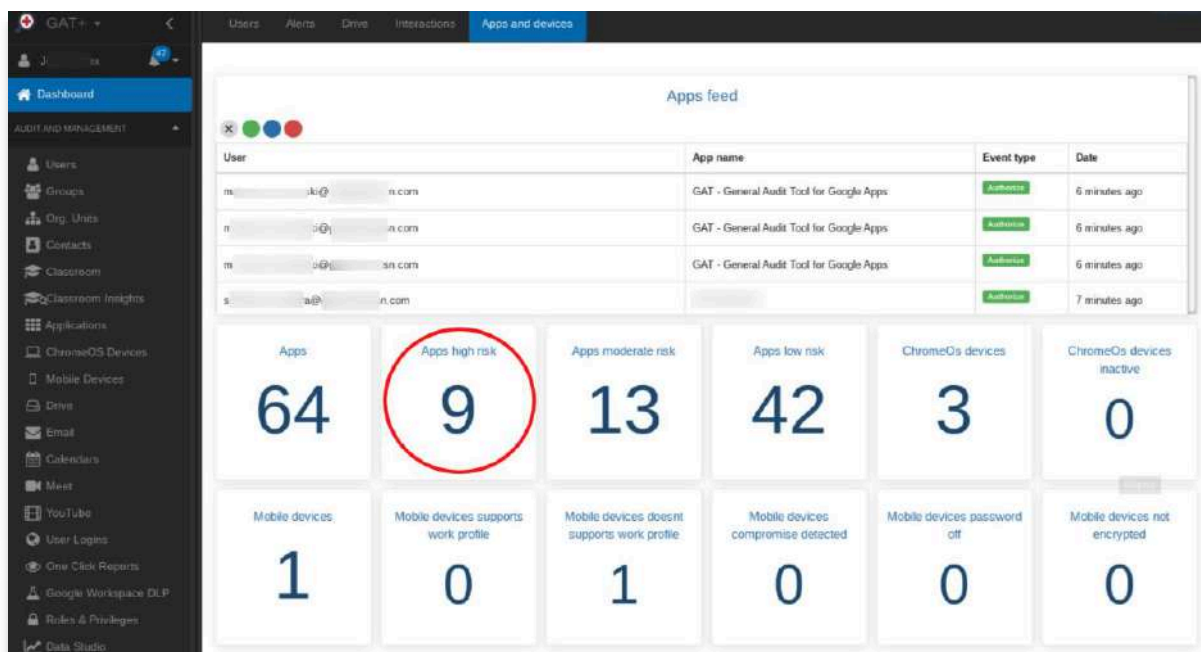 GAT+
Users Alerts Drive Interactions Apps and devices
J
47
Dashboard
AUDIT AND MANAGEMENT
Users
Groups
Org. Units
Contacts
Classroom
Classroom Insights
Applications
ChromeOS Devices
Mobile Devices
Drive
Email
Calendars
Meet
YouTube
User Logins
One Click Reports
Google Workspace DLP
Roles & Privileges
Data Studio
Apps feed
x
User App name Event type Date
m ski@ n.com GAT - General Audit Tool for Google Apps Authorize 6 minutes ago
i@ n.com GAT - General Audit Tool for Google Apps Authorize 6 minutes ago
m @ sn.com GAT - General Audit Tool for Google Apps Authorize 6 minutes ago
s a@ n.com Authorize 7 minutes ago
Apps
64
Apps high risk
9
Apps moderate risk
13
Apps low risk
42
ChromeOs devices
3
ChromeOs devices
inactive
0
Mobile devices
1
Mobile devices supports
work profile
0
Mobile devices doesnt
supports work profile
1
Mobile devices
compromise detected
0
Mobile devices password
off
0
Mobile devices not
encrypted
0